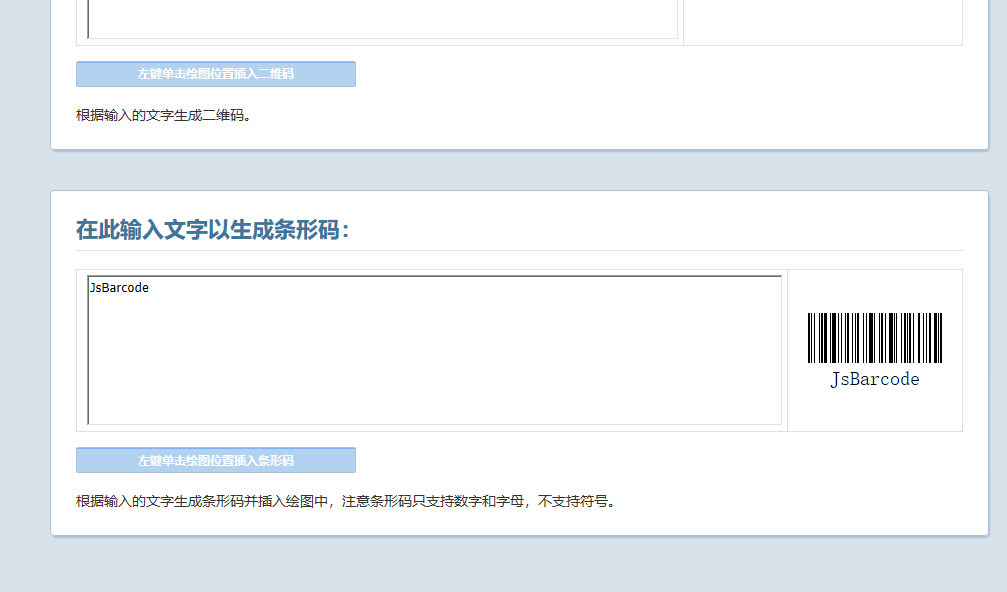 左键单击绘图位置插入二维码
根据输入的文字生成二维码。
在此输入文字以生成条形码：
JsBarcode
JsBarcode
左键单击绘图位置插入条形码
根据输入的文字生成条形码并插入绘图中，注意条形码只支持数字和字母，不支持符号。